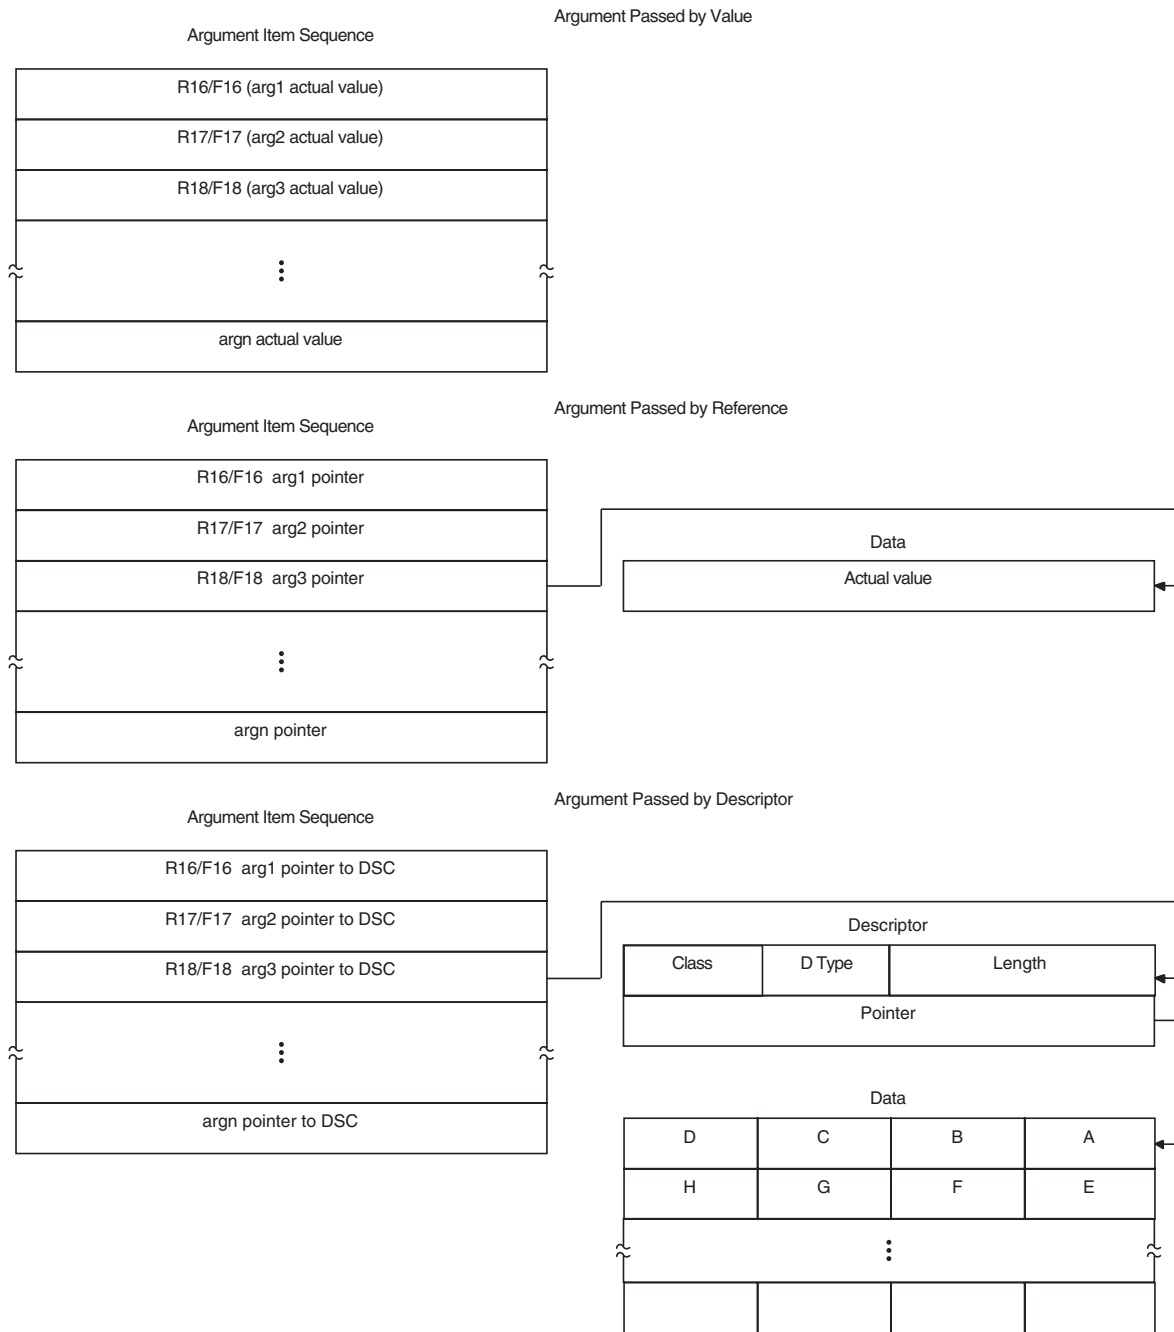 Argument Passed by Value
Argument Item Sequence
R16/F16 (arg1 actual value)
R17/F17 (arg2 actual value)
R18/F18 (arg3 actual value)
argn actual value
Argument Passed by Reference
Argument Item Sequence
R16/F16 arg1 pointer
R17/F17 arg2 pointer
R18/F18 arg3 pointer
argn pointer
Data
Actual value
Argument Passed by Descriptor
Argument Item Sequence
R16/F16 arg1 pointer to DSC
R17/F17 arg2 pointer to DSC
R18/F18 arg3 pointer to DSC
argn pointer to DSC
Descriptor
Class D Type Length
Pointer
Data
D C B A
H G F E